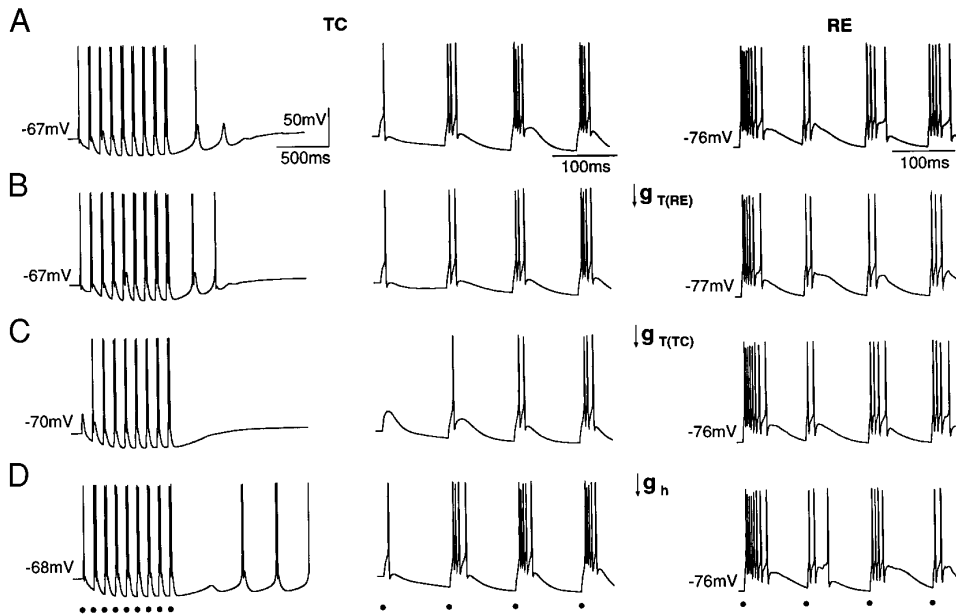 A
TC
RE
-67mV
50mV
500ms
100ms
-76mV
100ms
B
↓g T(RE)
-67mV
-77mV
C
↓g T(TC)
-70mV
-76mV
D
↓g h
-68mV
-76mV